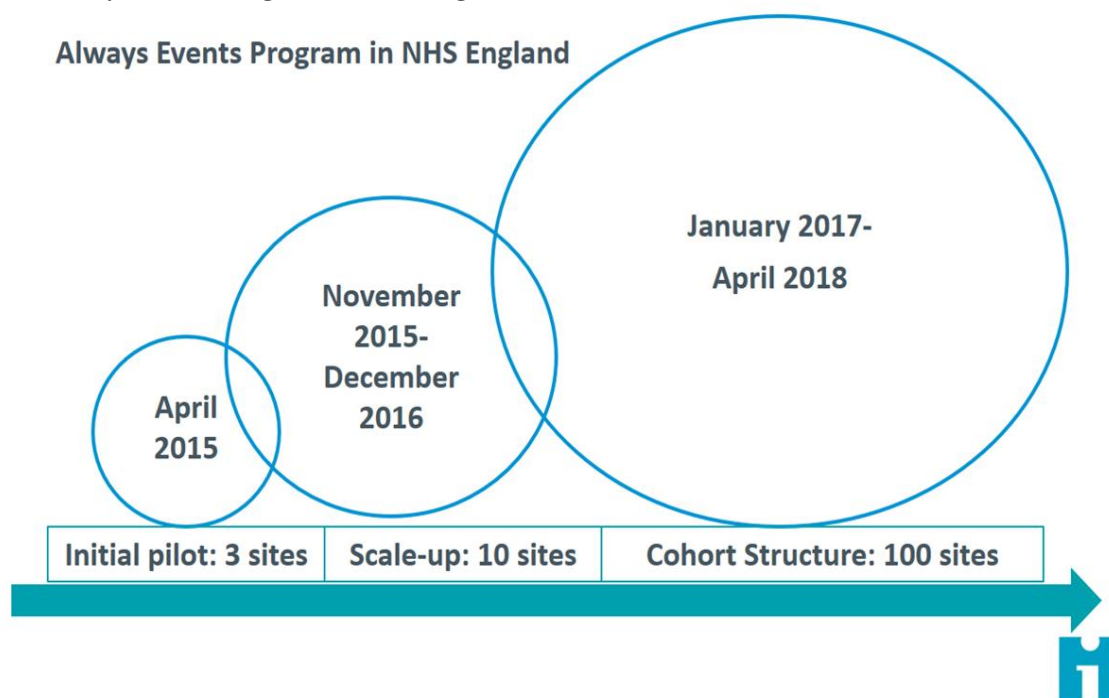 Always Events Program in NHS England
January 2017-
April 2018
November
2015-
December
2016
April
2015
Initial pilot: 3 sites
Scale-up: 10 sites
Cohort Structure: 100 sites